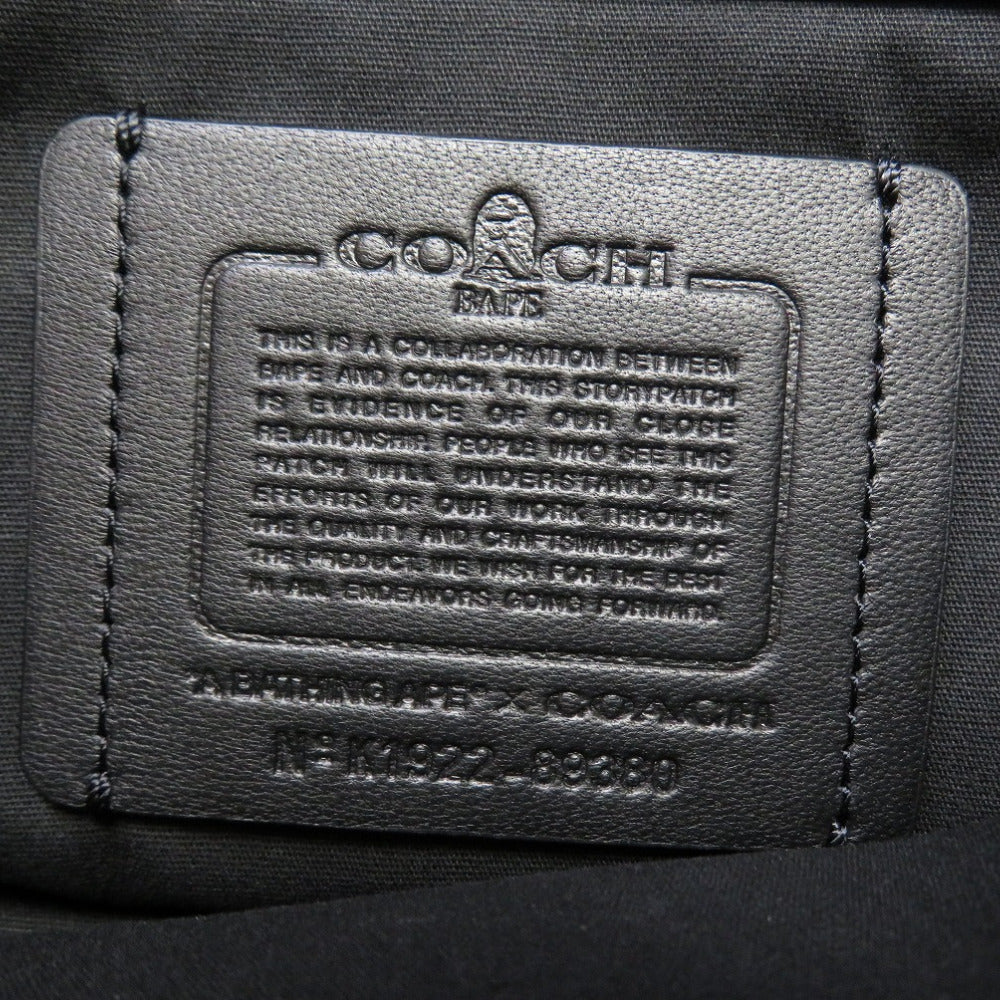 COACH
BAPE
THIS IS A COLLABORATION BETWEEN
BAPE AND COACH. THIS STORYPATCH
IS EVIDENCE OF OUR CLOSE
RELATIONSHIP. PEOPLE WHO SEE THIS
PATCH WILL UNDERSTAND THE
EFFORTS OF OUR WORK THROUGH
THE QUALITY AND CRAFTSMANSHIP OF
THE PRODUCT. WE WISH FOR THE BEST
IN ALL ENDEAVORS GOING FORWARD.
A BATHING APE® × COACH
Nº K1922-89380